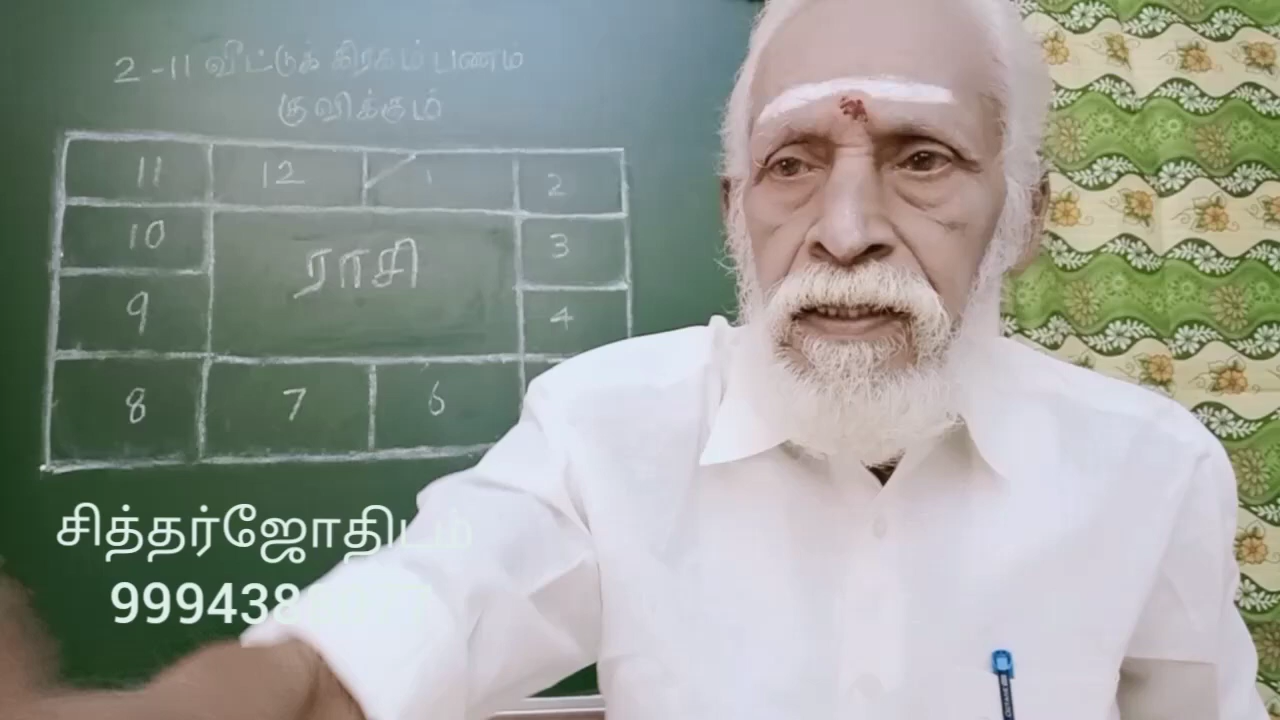 2 -11 வீட்டுக் கிரகம் பணம்
குவிக்கும்
11 12 1 2
10 ராசி 3
9 4
8 7 6
சித்தர்ஜோதிடம்